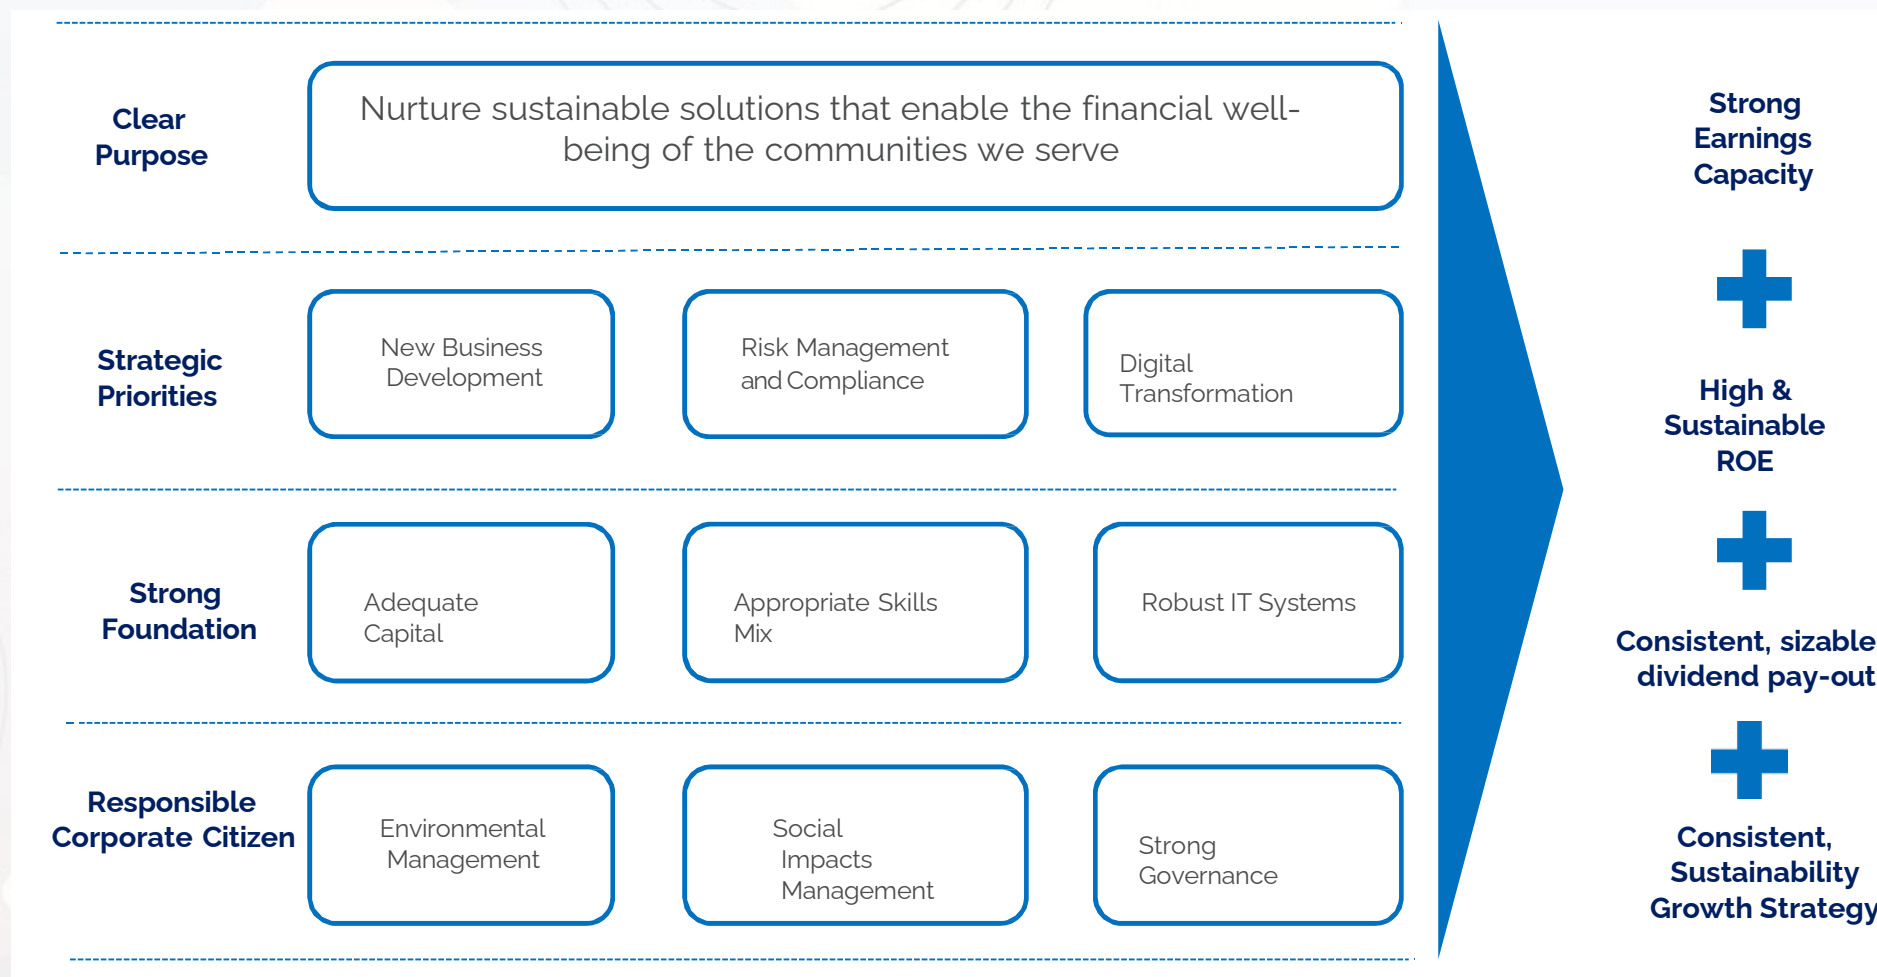 Clear
Purpose
Nurture sustainable solutions that enable the financial well-
being of the communities we serve
Strategic
Priorities
New Business
Development
Risk Management
and Compliance
Digital
Transformation
Strong
Foundation
Adequate
Capital
Appropriate Skills
Mix
Robust IT Systems
Responsible
Corporate Citizen
Environmental
Management
Social
Impacts
Management
Strong
Governance
Strong
Earnings
Capacity
High &
Sustainable
ROE
Consistent, sizable
dividend pay-out
Consistent,
Sustainability
Growth Strategy